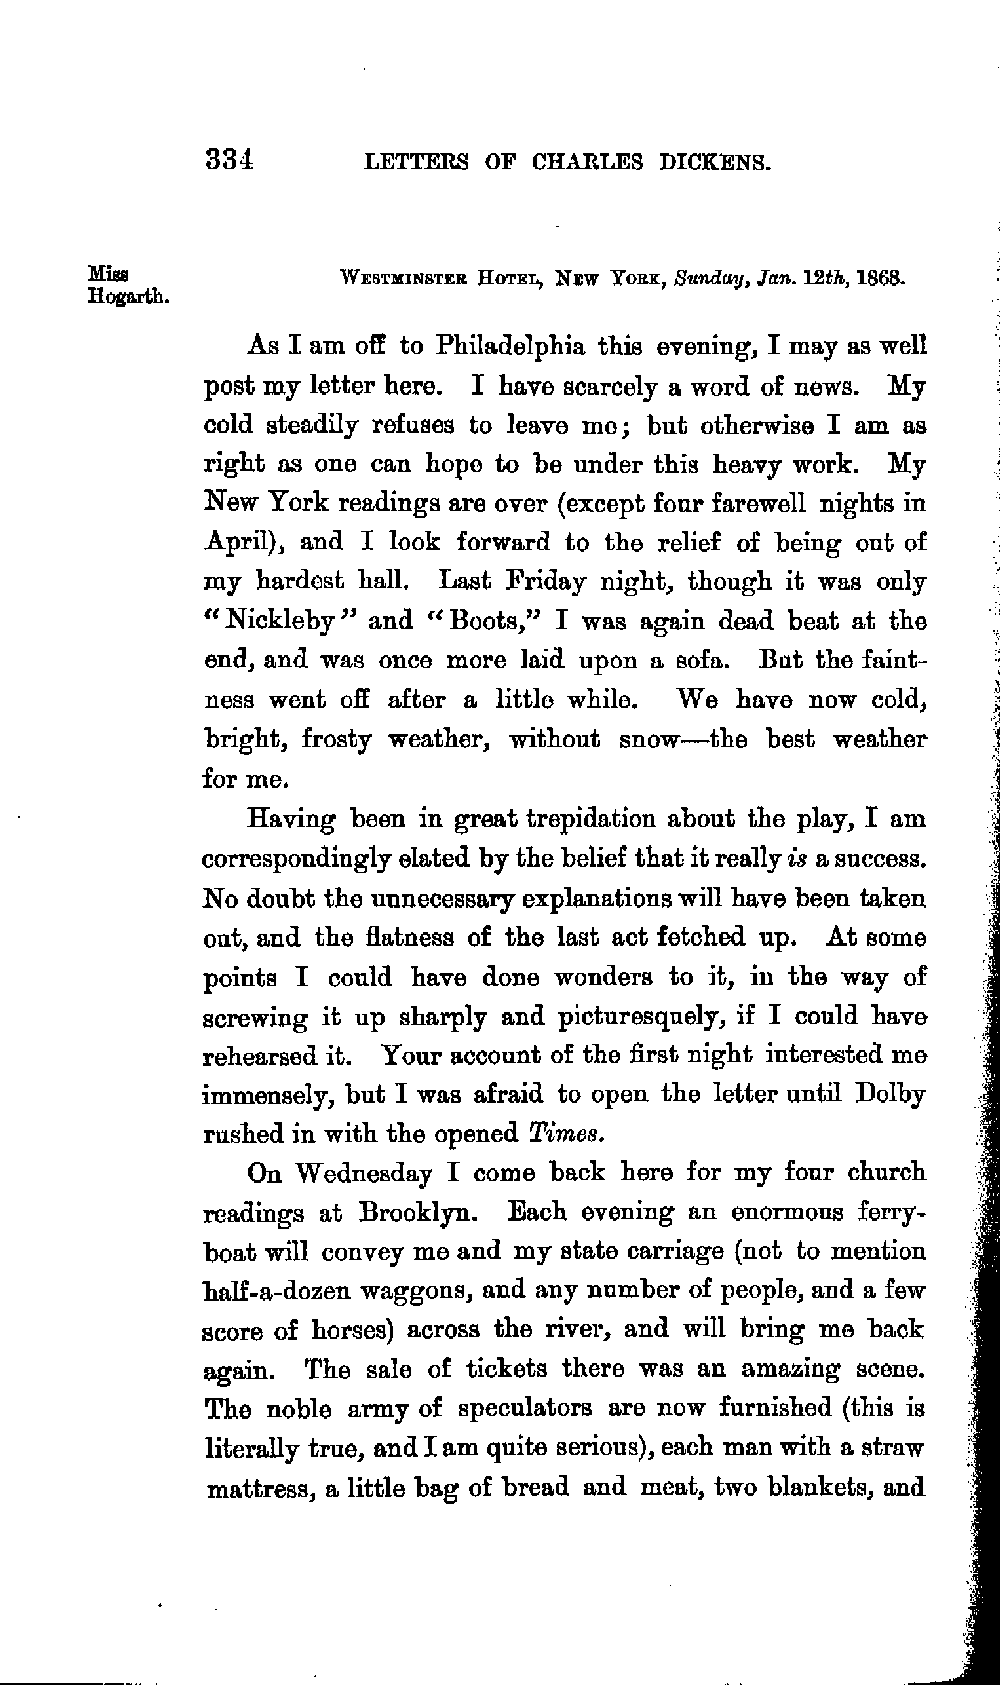 334 LETTERS OF CHARLES DICKENS.
Miss
Hogarth.
WESTMINSTER HOTEL, NEW YORK, Sunday, Jan. 12th, 1868.
As I am off to Philadelphia this evening, I may as well
post my letter here. I have scarcely a word of news. My
cold steadily refuses to leave me; but otherwise I am as
right as one can hope to be under this heavy work. My
New York readings are over (except four farewell nights in
April), and I look forward to the relief of being out of
my hardest hall. Last Friday night, though it was only
“Nickleby” and “Boots,” I was again dead beat at the
end, and was once more laid upon a sofa. But the faint-
ness went off after a little while. We have now cold,
bright, frosty weather, without snow—the best weather
for me.
Having been in great trepidation about the play, I am
correspondingly elated by the belief that it really is a success.
No doubt the unnecessary explanations will have been taken
out, and the flatness of the last act fetched up. At some
points I could have done wonders to it, in the way of
screwing it up sharply and picturesquely, if I could have
rehearsed it. Your account of the first night interested me
immensely, but I was afraid to open the letter until Dolby
rushed in with the opened Times.
On Wednesday I come back here for my four church
readings at Brooklyn. Each evening an enormous ferry-
boat will convey me and my state carriage (not to mention
half-a-dozen waggons, and any number of people, and a few
score of horses) across the river, and will bring me back
again. The sale of tickets there was an amazing scene.
The noble army of speculators are now furnished (this is
literally true, and I am quite serious), each man with a straw
mattress, a little bag of bread and meat, two blankets, and